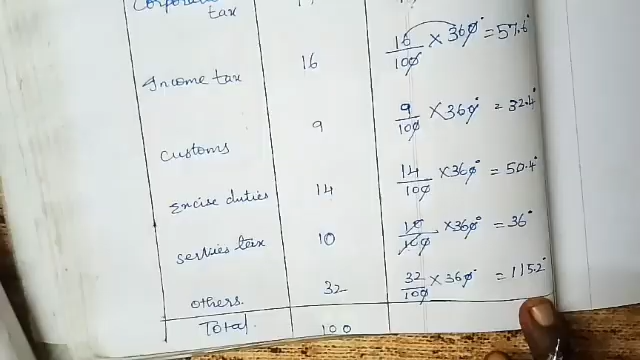 tax
Income tax 16 16/100 × 360° = 57.6°
customs 9 9/100 × 360° = 32.4°
Excise duties 14 14/100 × 360° = 50.4°
servies tax 10 10/100 × 360° = 36°
others. 32 32/100 × 360° = 115.2°
Total. 100